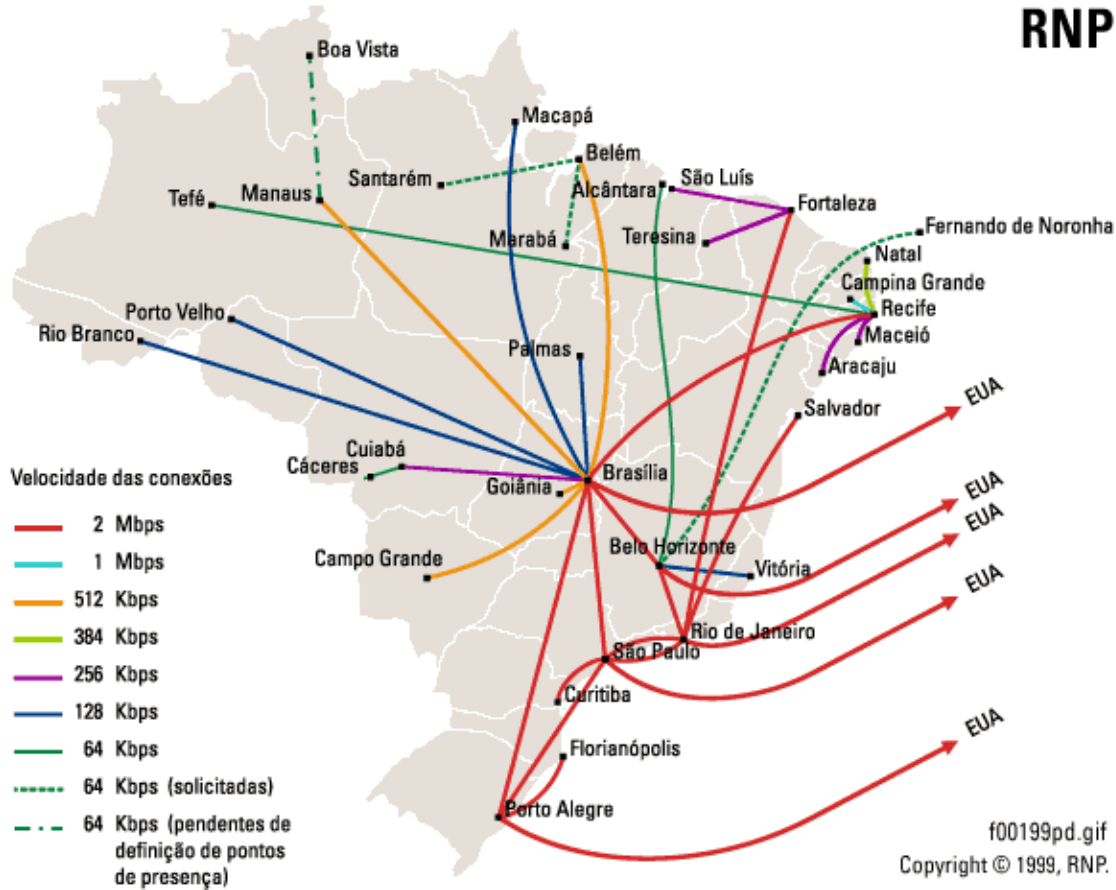 RNP
Boa Vista
Macapá
Belém
Santarém
Alcântara
São Luís
Tefé
Manaus
Fortaleza
Marabá
Teresina
Fernando de Noronha
Natal
Campina Grande
Porto Velho
Recife
Rio Branco
Palmas
Maceió
Aracaju
EUA
Salvador
Cuiabá
Cáceres
Goiânia
Brasília
EUA
EUA
Belo Horizonte
Campo Grande
Vitória
EUA
Rio de Janeiro
São Paulo
Curitiba
Florianópolis
EUA
Porto Alegre
Velocidade das conexões
2 Mbps
1 Mbps
512 Kbps
384 Kbps
256 Kbps
128 Kbps
64 Kbps
64 Kbps (solicitadas)
64 Kbps (pendentes de
definição de pontos
de presença)
f00199pd.gif
Copyright © 1999, RNP.